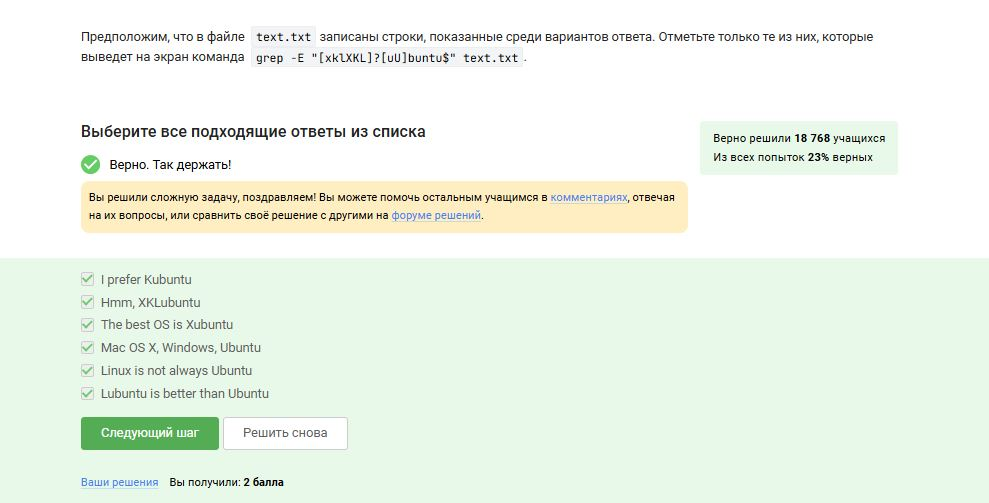 Предположим, что в файле text.txt записаны строки, показанные среди вариантов ответа. Отметьте только те из них, которые
выведет на экран команда grep -E "[xklXKL]?[uU]buntu$" text.txt.
Выберите все подходящие ответы из списка
Верно. Так держать!
Вы решили сложную задачу, поздравляем! Вы можете помочь остальным учащимся в комментариях, отвечая
на их вопросы, или сравнить своё решение с другими на форуме решений.
Верно решили 18 768 учащихся
Из всех попыток 23% верных
I prefer Kubuntu
Hmm, XKLubuntu
The best OS is Xubuntu
Mac OS X, Windows, Ubuntu
Linux is not always Ubuntu
Lubuntu is better than Ubuntu
Следующий шаг
Решить снова
Ваши решения Вы получили: 2 балла